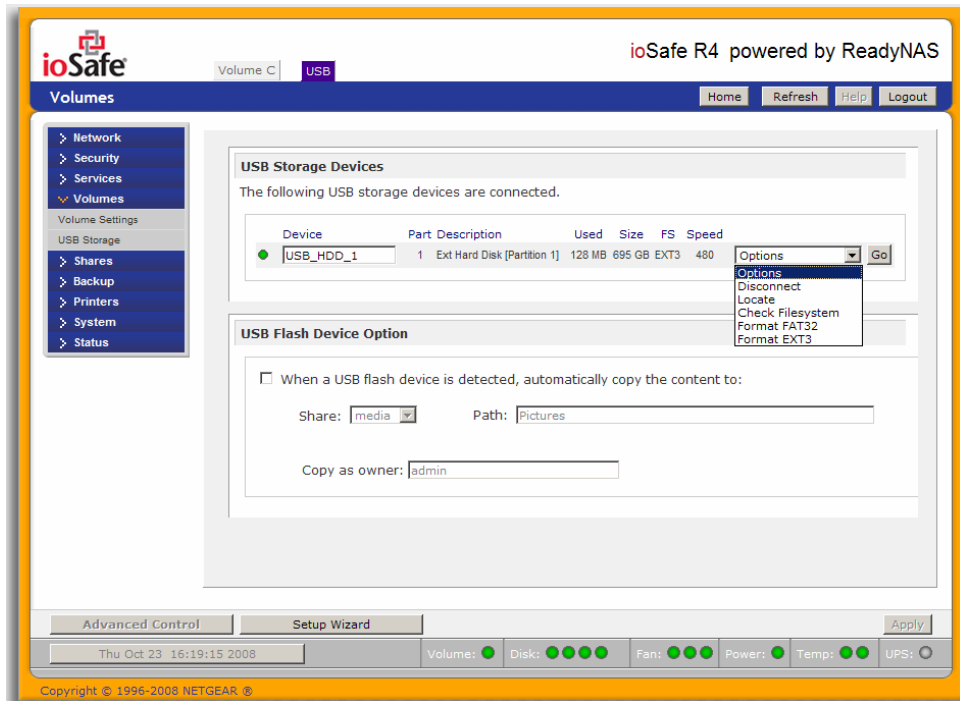 ioSafe
ioSafe R4 powered by ReadyNAS
Volume C USB
Volumes
Home Refresh Help Logout
Network
Security
Services
Volumes
Volume Settings
USB Storage
Shares
Backup
Printers
System
Status
USB Storage Devices
The following USB storage devices are connected.
Device Part Description Used Size FS Speed
USB_HDD_1 1 Ext Hard Disk [Partition 1] 128 MB 695 GB EXT3 480 Options Go
Options
Disconnect
Locate
Check Filesystem
Format FAT32
Format EXT3
USB Flash Device Option
When a USB flash device is detected, automatically copy the content to:
Share: media Path: Pictures
Copy as owner: admin
Advanced Control Setup Wizard Apply
Thu Oct 23 16:19:15 2008 Volume: Disk: Fan: Power: Temp: UPS:
Copyright © 1996-2008 NETGEAR ®